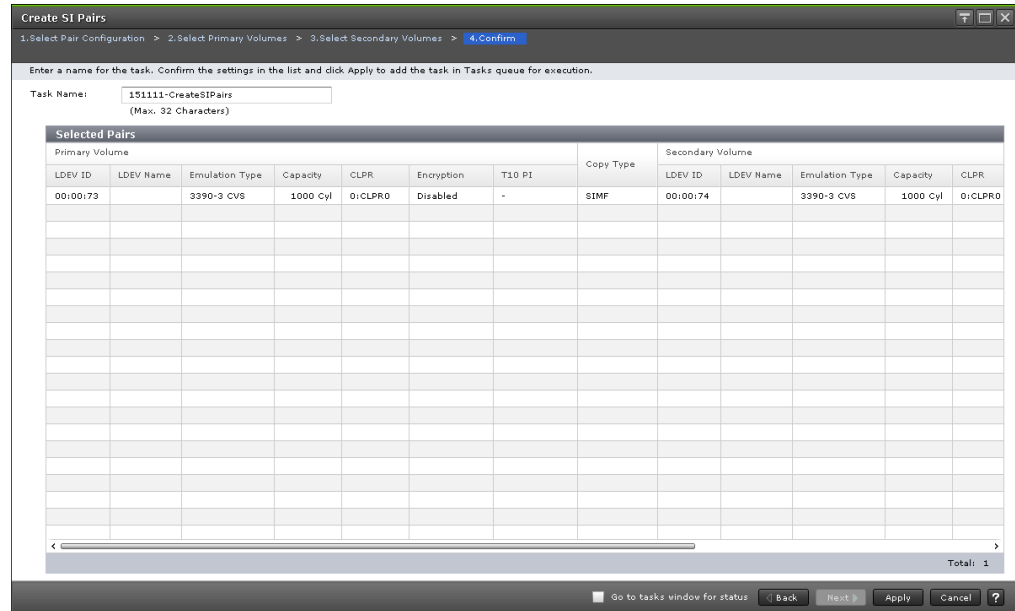 Create SI Pairs
1.Select Pair Configuration > 2.Select Primary Volumes > 3.Select Secondary Volumes > 4.Confirm
Enter a name for the task. Confirm the settings in the list and click Apply to add the task in Tasks queue for execution.
Task Name: 151111-CreateSIPairs
(Max. 32 Characters)
Selected Pairs
Primary Volume Copy Type Secondary Volume
LDEV ID LDEV Name Emulation Type Capacity CLPR Encryption T10 PI LDEV ID LDEV Name Emulation Type Capacity CLPR
00:00:73 3390-3 CVS 1000 Cyl 0:CLPR0 Disabled - SIMF 00:00:74 3390-3 CVS 1000 Cyl 0:CLPR0
Total: 1
Go to tasks window for status Back Next Apply Cancel ?